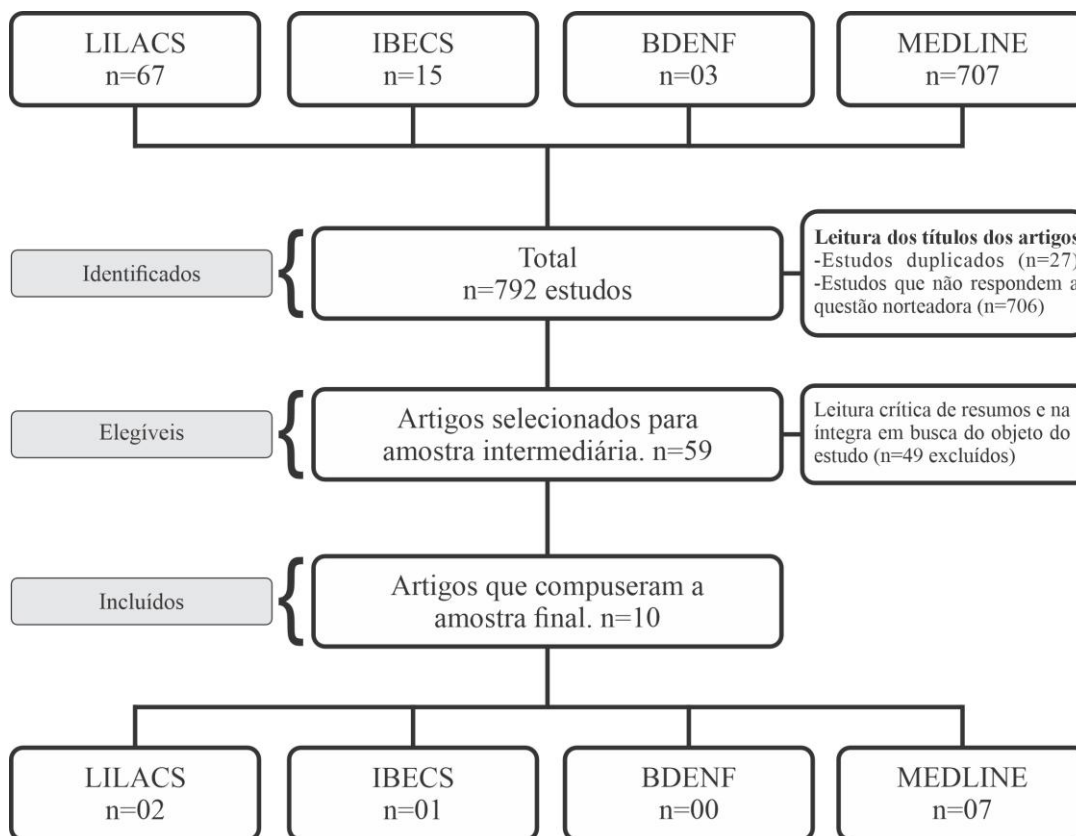 LILACS
n=67
IBECS
n=15
BDENF
n=03
MEDLINE
n=707
Identificados
Total
n=792 estudos
Leitura dos títulos dos artigos
-Estudos duplicados (n=27)
-Estudos que não respondem a
questão norteadora (n=706)
Elegíveis
Artigos selecionados para
amostra intermediária. n=59
Leitura crítica de resumos e na
íntegra em busca do objeto do
estudo (n=49 excluídos)
Incluídos
Artigos que compuseram a
amostra final. n=10
LILACS
n=02
IBECS
n=01
BDENF
n=00
MEDLINE
n=07